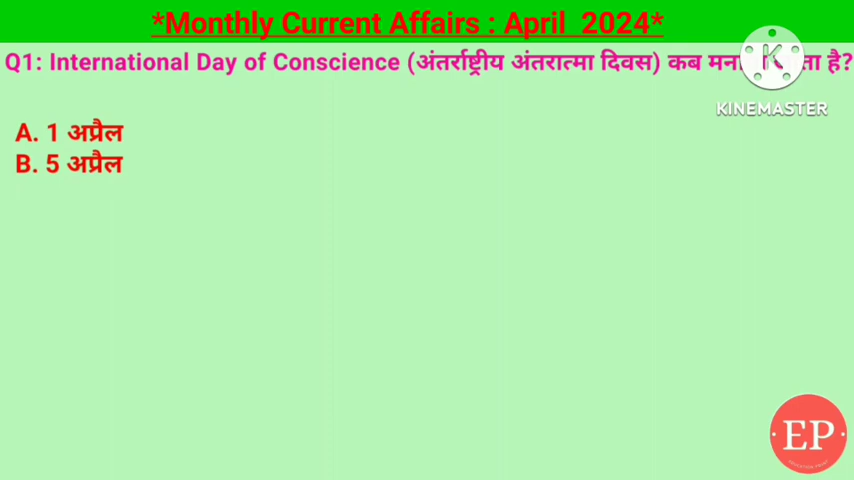 *Monthly Current Affairs : April 2024*
Q1: International Day of Conscience (अंतर्राष्ट्रीय अंतरात्मा दिवस) कब है?
KINEMASTER
A. 1 अप्रैल
B. 5 अप्रैल
EP